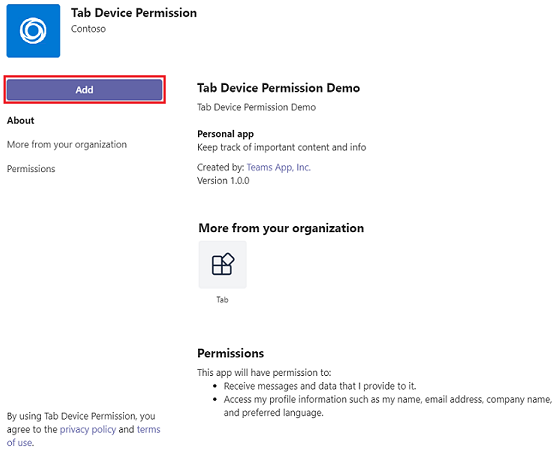 Tab Device Permission
Contoso
Add
About
More from your organization
Permissions
By using Tab Device Permission, you
agree to the privacy policy and terms
of use.
Tab Device Permission Demo
Tab Device Permission Demo
Personal app
Keep track of important content and info
Created by: Teams App, Inc.
Version 1.0.0
More from your organization
Tab
Permissions
This app will have permission to:
• Receive messages and data that I provide to it.
• Access my profile information such as my name, email address, company name,
and preferred language.